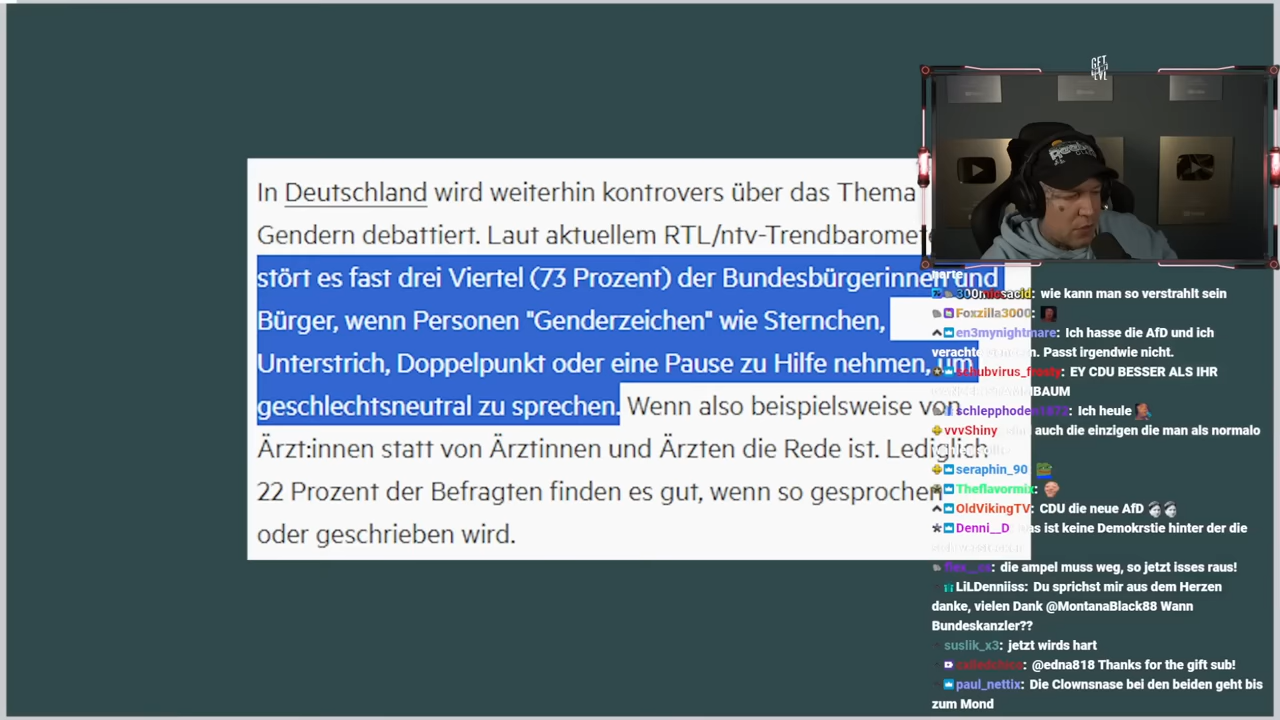 In Deutschland wird weiterhin kontrovers über das Thema
Gendern debattiert. Laut aktuellem RTL/ntv-Trendbaromete
stört es fast drei Viertel (73 Prozent) der Bundesbürgerinnen und
Bürger, wenn Personen "Genderzeichen" wie Sternchen,
Unterstrich, Doppelpunkt oder eine Pause zu Hilfe nehmen, um
geschlechtsneutral zu sprechen. Wenn also beispielsweise von
Ärzt:innen statt von Ärztinnen und Ärzten die Rede ist. Lediglich
22 Prozent der Befragten finden es gut, wenn so gesprochen
oder geschrieben wird.
GET
300micsacid: wie kann man so verstrahlt sein
Foxzilla3000:
en3mynightmare: Ich hasse die AfD und ich
verachte Passt irgendwie nicht.
schubvirus_frosty: EY CDU BESSER ALS IHR
schlepphoden1872: Ich heule
vvvShiny auch die einzigen die man als normalo
seraphin_90
Theflavormix:
OldVikingTV: CDU die neue AfD
Denni__D das ist keine Demokrstie hinter der die
die ampel muss weg, so jetzt isses raus!
LiLDenniiss: Du sprichst mir aus dem Herzen
danke, vielen Dank @MontanaBlack88 Wann
Bundeskanzler??
suslik_x3: jetzt wirds hart
@edna818 Thanks for the gift sub!
paul_nettix: Die Clownsnase bei den beiden geht bis
zum Mond